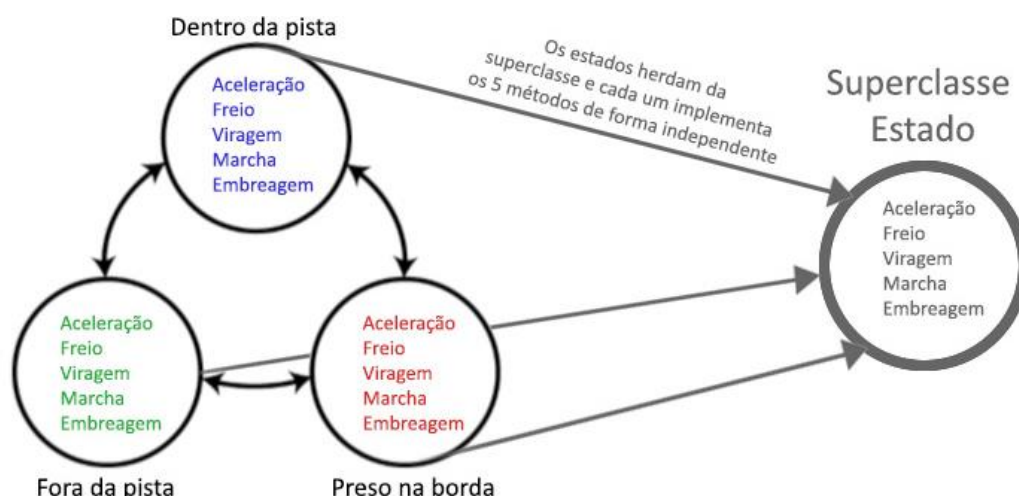 Dentro da pista
Aceleração
Freio
Viragem
Marcha
Embreagem
Os estados herdam da
superclasse e cada um implementa
os 5 métodos de forma independente
Superclasse
Estado
Aceleração
Freio
Viragem
Marcha
Embreagem
Aceleração
Freio
Viragem
Marcha
Embreagem
Fora da pista
Aceleração
Freio
Viragem
Marcha
Embreagem
Preso na borda